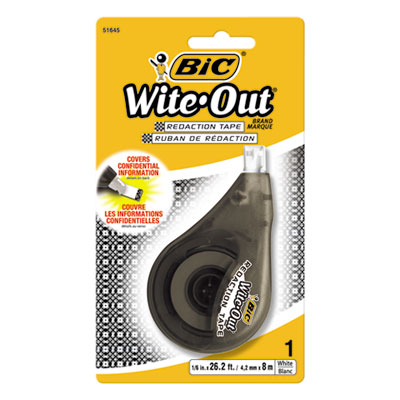 51645
BIC
Wite·Out
BRAND
MARQUE
REDACTION TAPE
RUBAN DE RÉDACTION
COVERS
CONFIDENTIAL
INFORMATION
COUVRE
LES INFORMATIONS
CONFIDENTIELLES
BIC
Wite·Out
REDACTION TAPE
1
1/6 in. x 26.2 ft. / 4,2 mm x 8 m
White
Blanc